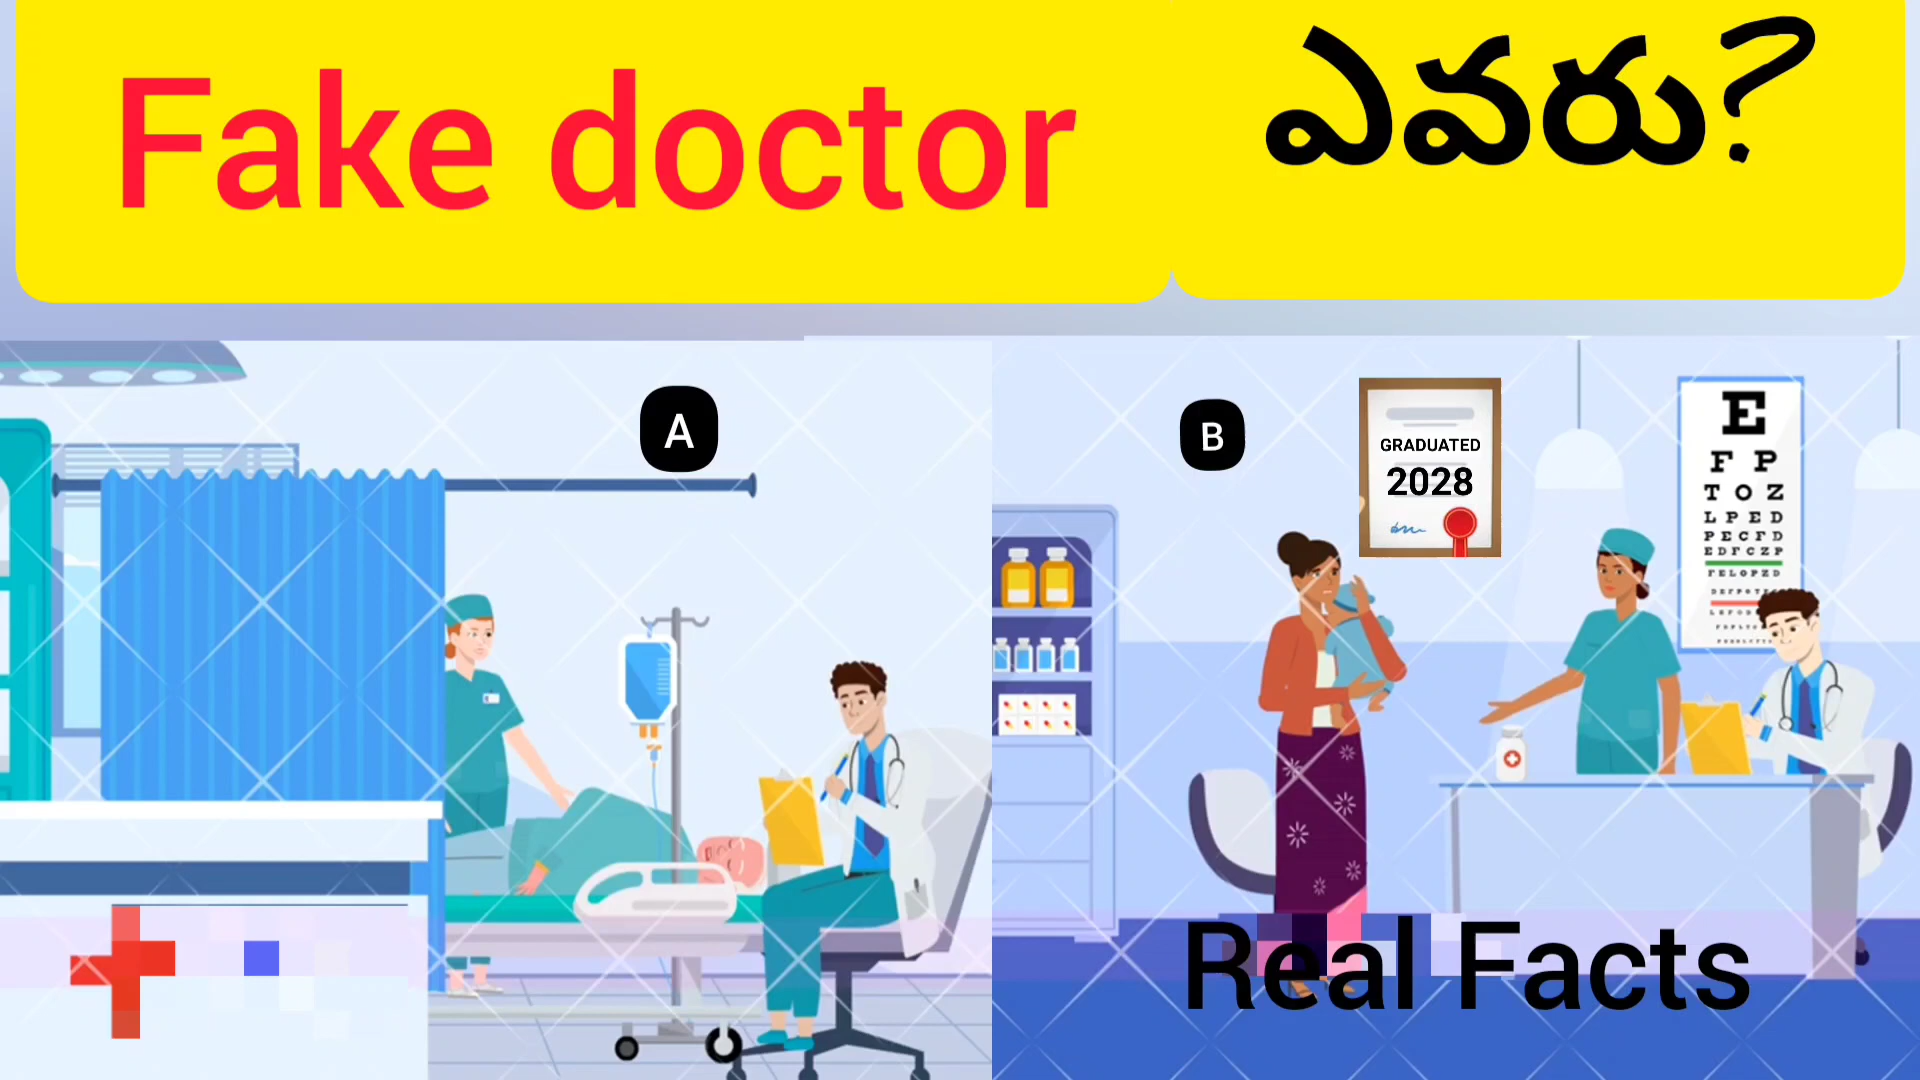 Fake doctor
ఎవరు?
A
B
GRADUATED
2028
E
F P
T O Z
L P E D
P E C F D
E D F C Z P
F E L O P Z D
Real Facts